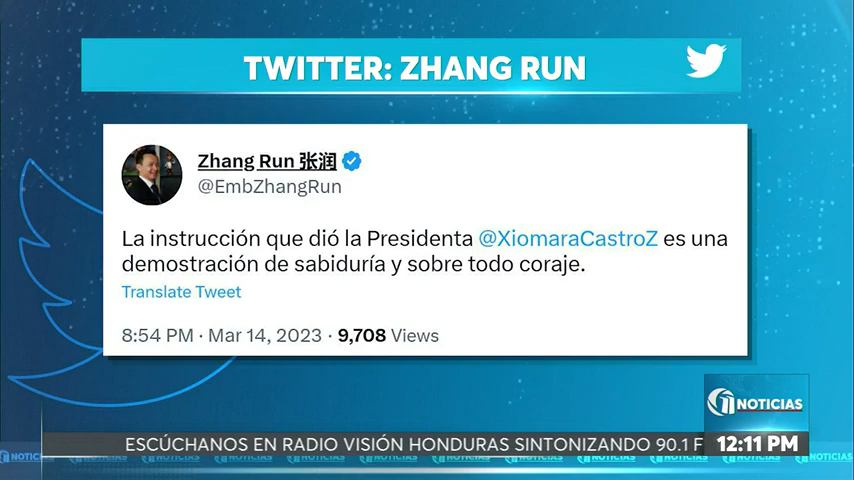 TWITTER: ZHANG RUN
Zhang Run 张润
@EmbZhangRun
La instrucción que dió la Presidenta @XiomaraCastroZ es una
demostración de sabiduría y sobre todo coraje.
Translate Tweet
8:54 PM · Mar 14, 2023 · 9,708 Views
11 NOTICIAS
ESCÚCHANOS EN RADIO VISIÓN HONDURAS SINTONIZANDO 90.1 F
12:11 PM